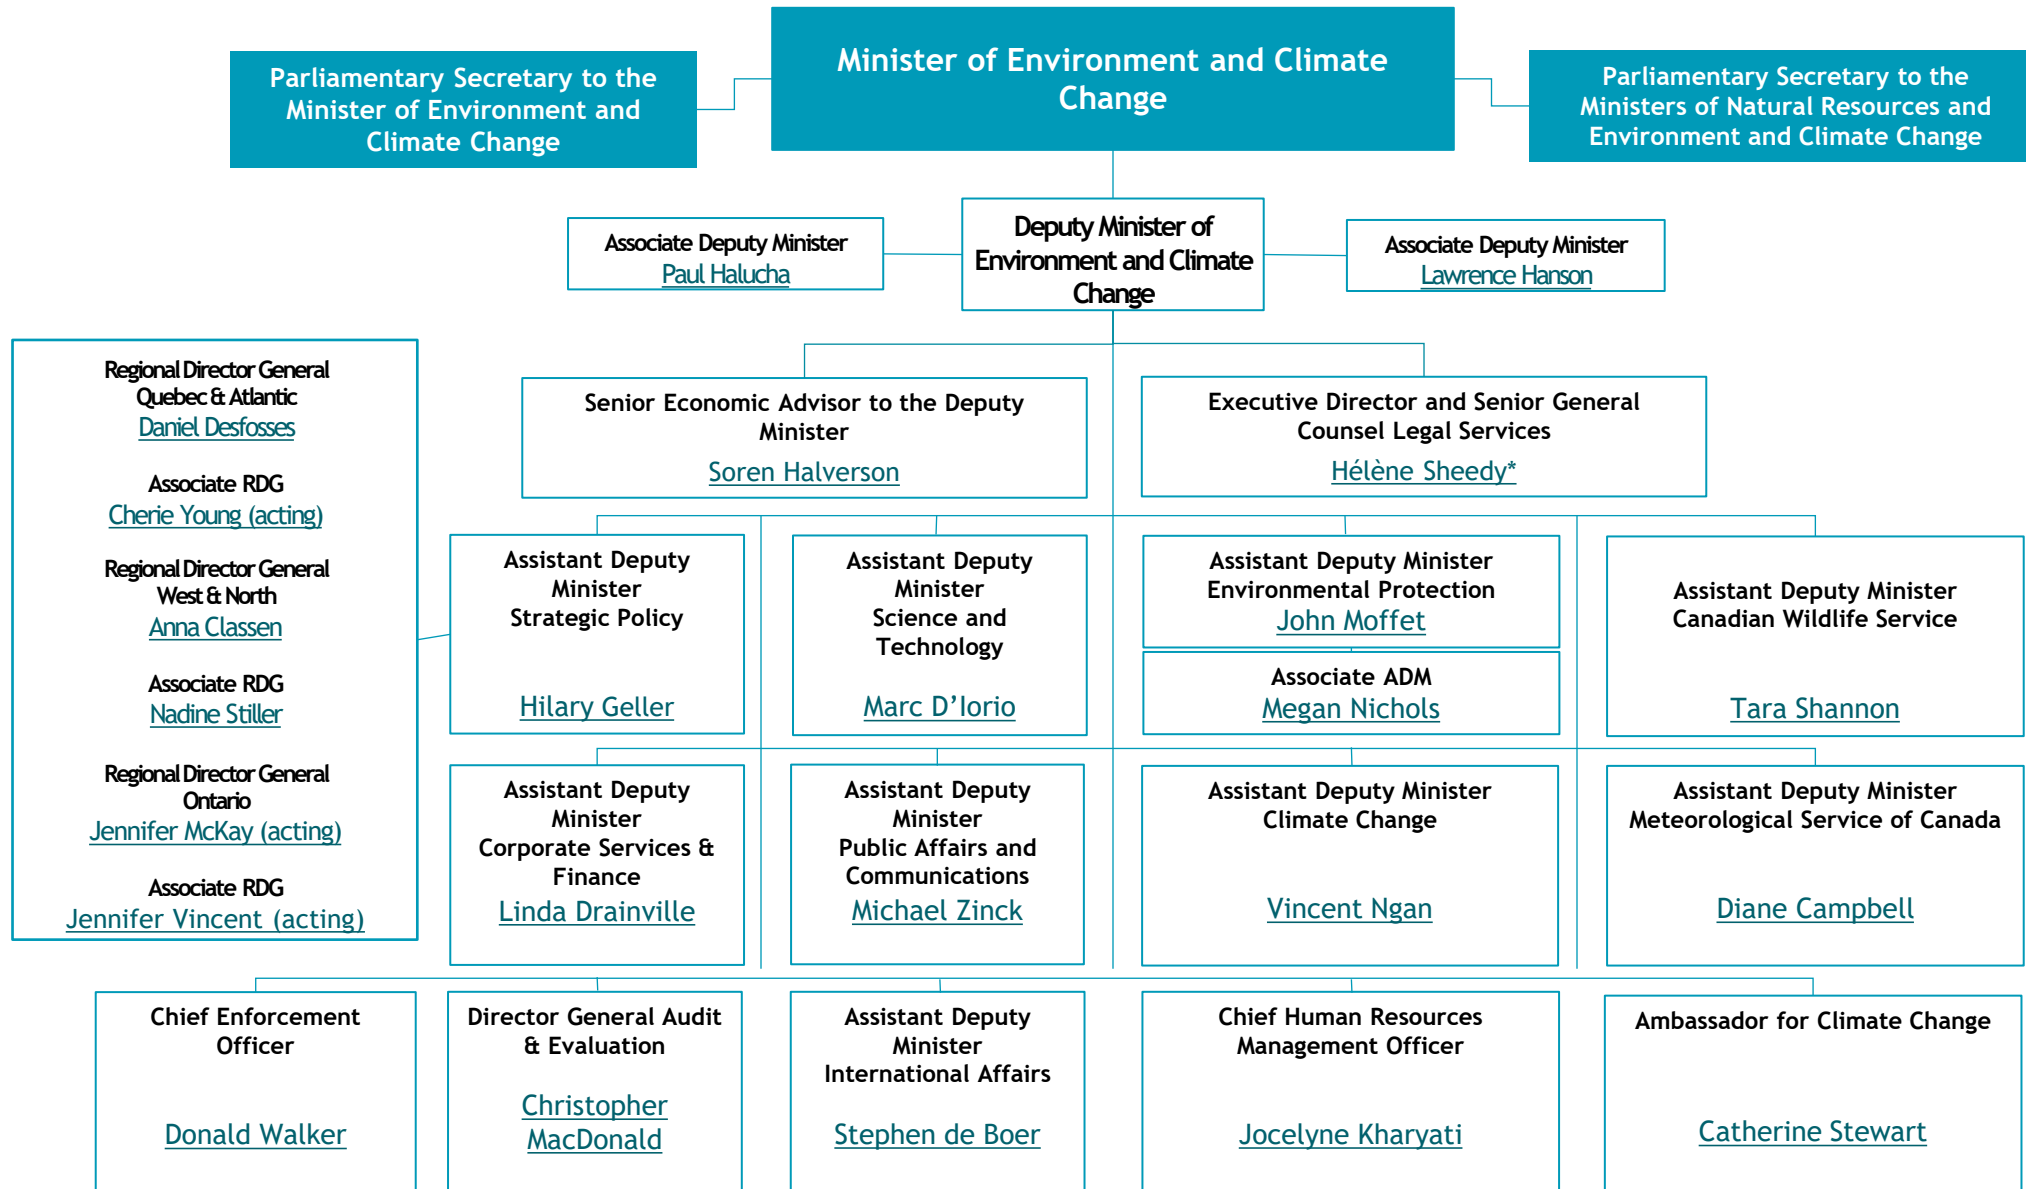 Minister of Environment and Climate
Change
Parliamentary Secretary to the
Minister of Environment and
Climate Change
Parliamentary Secretary to the
Ministers of Natural Resources and
Environment and Climate Change
Associate Deputy Minister
Paul Halucha
Deputy Minister of
Environment and Climate
Change
Associate Deputy Minister
Lawrence Hanson
Regional Director General
Quebec & Atlantic
Daniel Desfosses
Associate RDG
Cherie Young (acting)
Regional Director General
West & North
Anna Classen
Associate RDG
Nadine Stiller
Regional Director General
Ontario
Jennifer McKay (acting)
Associate RDG
Jennifer Vincent (acting)
Senior Economic Advisor to the Deputy
Minister
Soren Halverson
Executive Director and Senior General
Counsel Legal Services
Hélène Sheedy*
Assistant Deputy
Minister
Strategic Policy
Hilary Geller
Assistant Deputy
Minister
Science and
Technology
Marc D’Iorio
Assistant Deputy Minister
Environmental Protection
John Moffet
Associate ADM
Megan Nichols
Assistant Deputy Minister
Canadian Wildlife Service
Tara Shannon
Assistant Deputy
Minister
Corporate Services &
Finance
Linda Drainville
Assistant Deputy
Minister
Public Affairs and
Communications
Michael Zinck
Assistant Deputy Minister
Climate Change
Vincent Ngan
Assistant Deputy Minister
Meteorological Service of Canada
Diane Campbell
Chief Enforcement
Officer
Donald Walker
Director General Audit
& Evaluation
Christopher
MacDonald
Assistant Deputy
Minister
International Affairs
Stephen de Boer
Chief Human Resources
Management Officer
Jocelyne Kharyati
Ambassador for Climate Change
Catherine Stewart